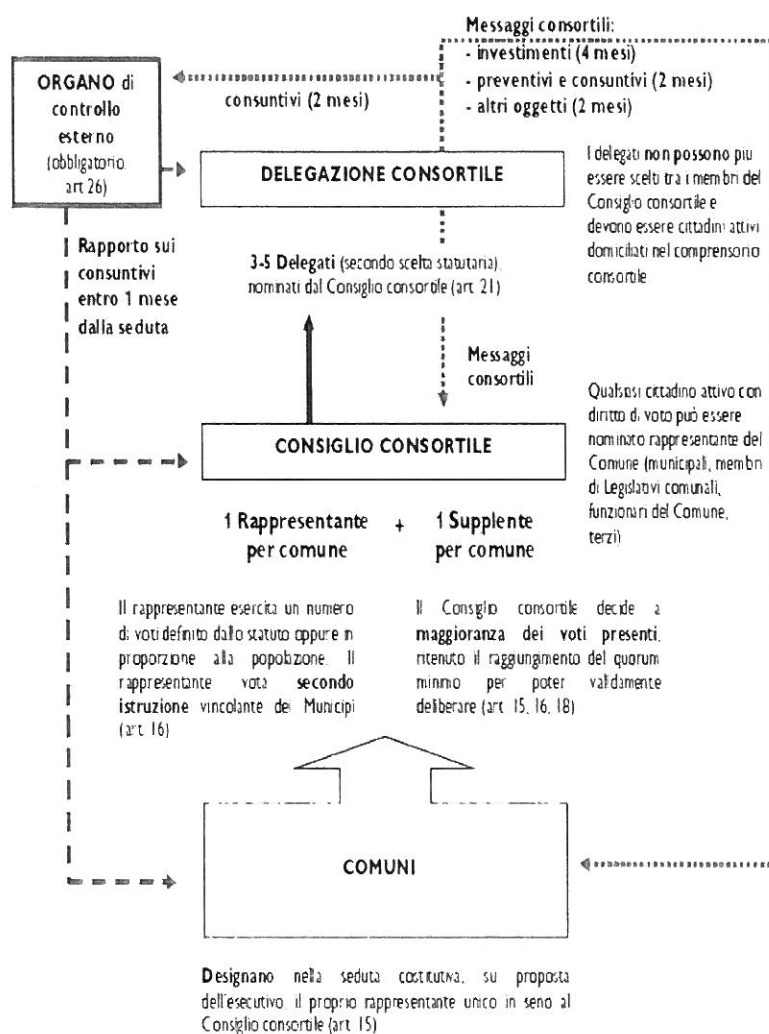 Messaggi consortili:
- investimenti (4 mesi)
- preventivi e consuntivi (2 mesi)
- altri oggetti (2 mesi)
ORGANO di
controllo
esterno
(obbligatorio,
art 26)
consuntivi (2 mesi)
DELEGAZIONE CONSORTILE
I delegati non possono più
essere scelti tra i membri del
Consiglio consortile e
devono essere cittadini attivi
domiciliati nel comprensorio
consortile
Rapporto sui
consuntivi
entro 1 mese
dalla seduta
3-5 Delegati (secondo scelta statutaria),
nominati dal Consiglio consortile (art. 21)
Messaggi
consortili
CONSIGLIO CONSORTILE
Qualsiasi cittadino attivo con
diritto di voto può essere
nominato rappresentante del
Comune (municipali, membri
di Legislativi comunali,
funzionari del Comune,
terzi)
1 Rappresentante
per comune
+
1 Supplente
per comune
Il rappresentante esercita un numero
di voti definito dallo statuto oppure in
proporzione alla popolazione. Il
rappresentante vota secondo
istruzione vincolante dei Municipi
(art. 16)
Il Consiglio consortile decide a
maggioranza dei voti presenti,
ritenuto il raggiungimento del quorum
minimo per poter validamente
deliberare (art. 15, 16, 18)
COMUNI
Designano nella seduta costitutiva, su proposta
dell'esecutivo, il proprio rappresentante unico in seno al
Consiglio consortile (art. 15)